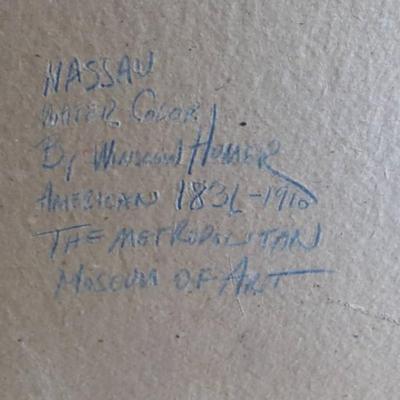 NASSAU
WATER COLOR
By WINSLOW HOMER
AMERICAN 1836-1910
THE METROPOLITAN
MUSEUM OF ART